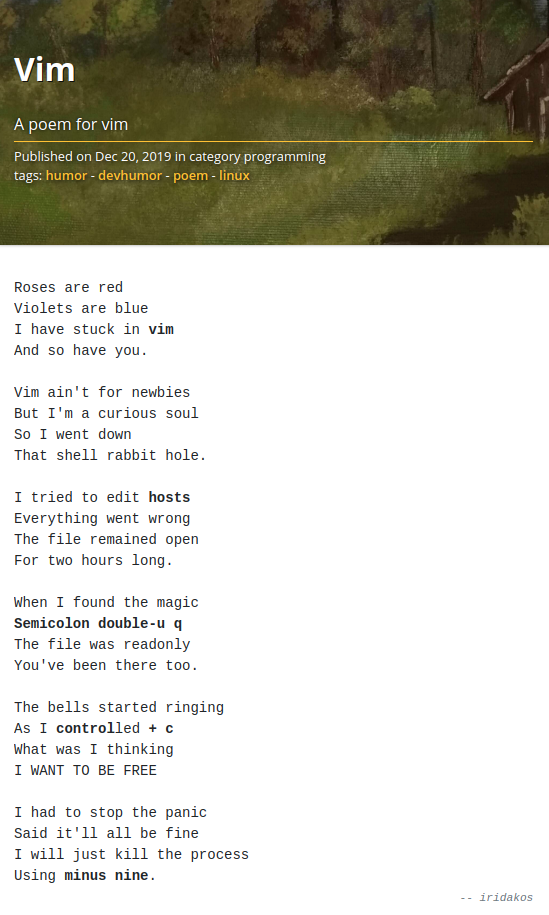 Vim
A poem for vim
Published on Dec 20, 2019 in category programming
tags: humor - devhumor - poem - linux
Roses are red
Violets are blue
I have stuck in vim
And so have you.
Vim ain't for newbies
But I'm a curious soul
So I went down
That shell rabbit hole.
I tried to edit hosts
Everything went wrong
The file remained open
For two hours long.
When I found the magic
Semicolon double-u q
The file was readonly
You've been there too.
The bells started ringing
As I controlled + c
What was I thinking
I WANT TO BE FREE
I had to stop the panic
Said it'll all be fine
I will just kill the process
Using minus nine.
-- iridakos